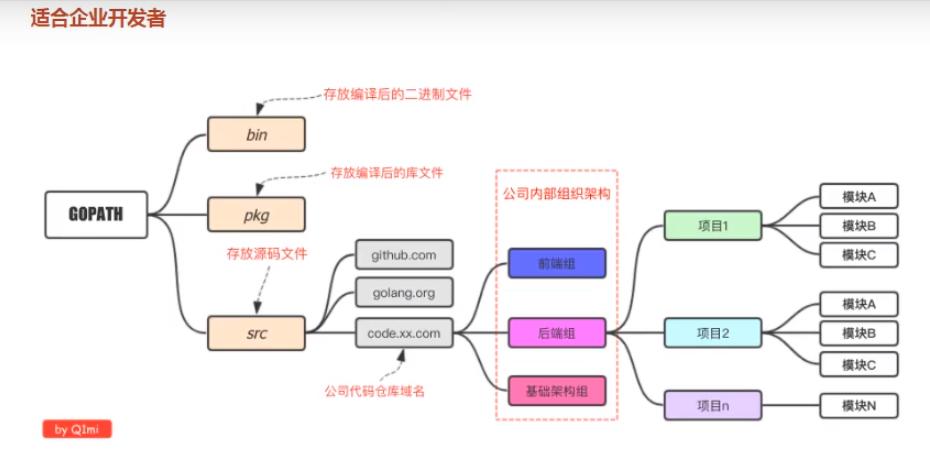 适合企业开发者
存放编译后的二进制文件
bin
存放编译后的库文件
公司内部组织架构
GOPATH
pkg
项目1
模块A
模块B
模块C
存放源码文件
github.com
前端组
golang.org
src
code.xx.com
后端组
项目2
模块A
模块B
模块C
公司代码仓库域名
基础架构组
项目n
模块N
by Q1mi